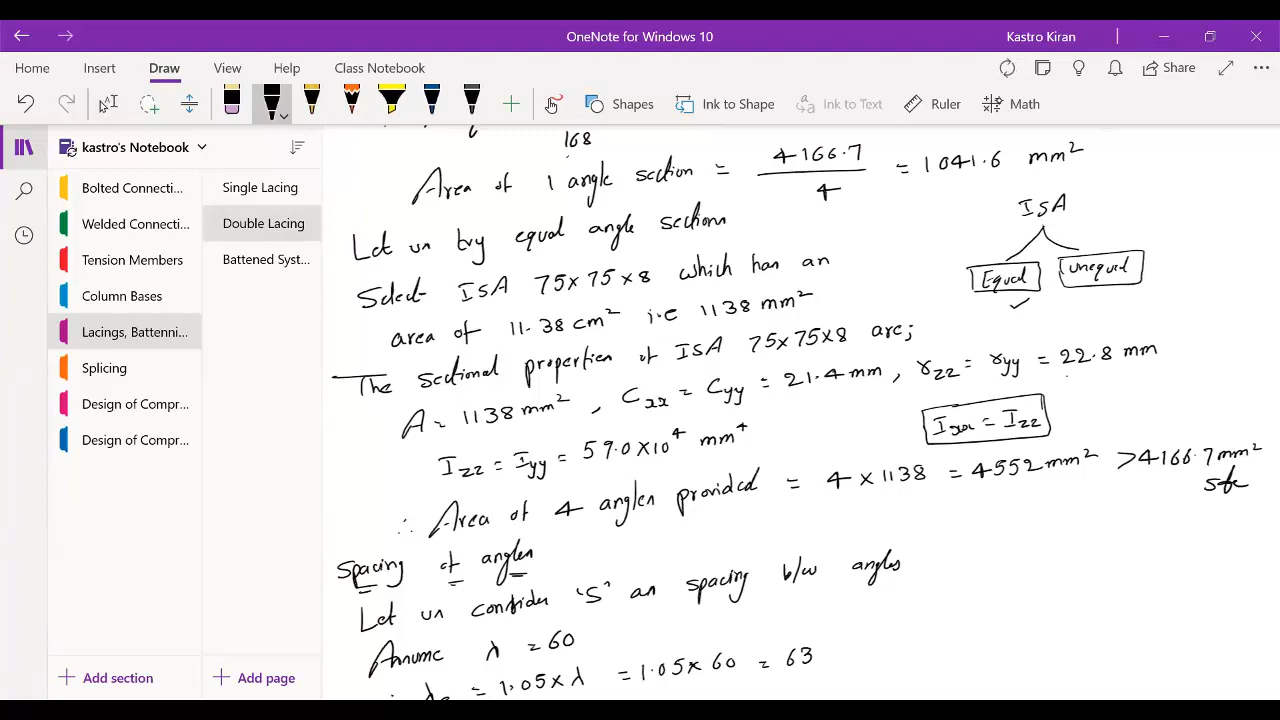 OneNote for Windows 10
Kastro Kiran
Home Insert Draw View Help Class Notebook
Share
Shapes Ink to Shape Ink to Text Ruler Math
kastro's Notebook
Bolted Connecti...
Welded Connecti...
Tension Members
Column Bases
Lacings, Battenni...
Splicing
Design of Compr...
Design of Compr...
Add section
Single Lacing
Double Lacing
Battened Syst...
Add page
168
Area of 1 angle section = 4166.7 / 4 = 1041.6 mm²
Let us try equal angle sections
ISA
Equal Unequal
Select ISA 75×75×8 which has an
area of 11.38 cm² i.e 1138 mm²
The sectional properties of ISA 75×75×8 are;
A = 1138 mm², Cxx = Cyy = 21.4 mm, rzz = ryy = 22.8 mm
Izz = Iyy = 59.0×10⁴ mm⁴
Ixx = Izz
∴ Area of 4 angles provided = 4 × 1138 = 4552 mm² > 4166.7 mm²
safe
Spacing of angles
Let us consider 'S' as spacing b/w angles
Assume λ = 60
= 1.05×λ = 1.05×60 = 63